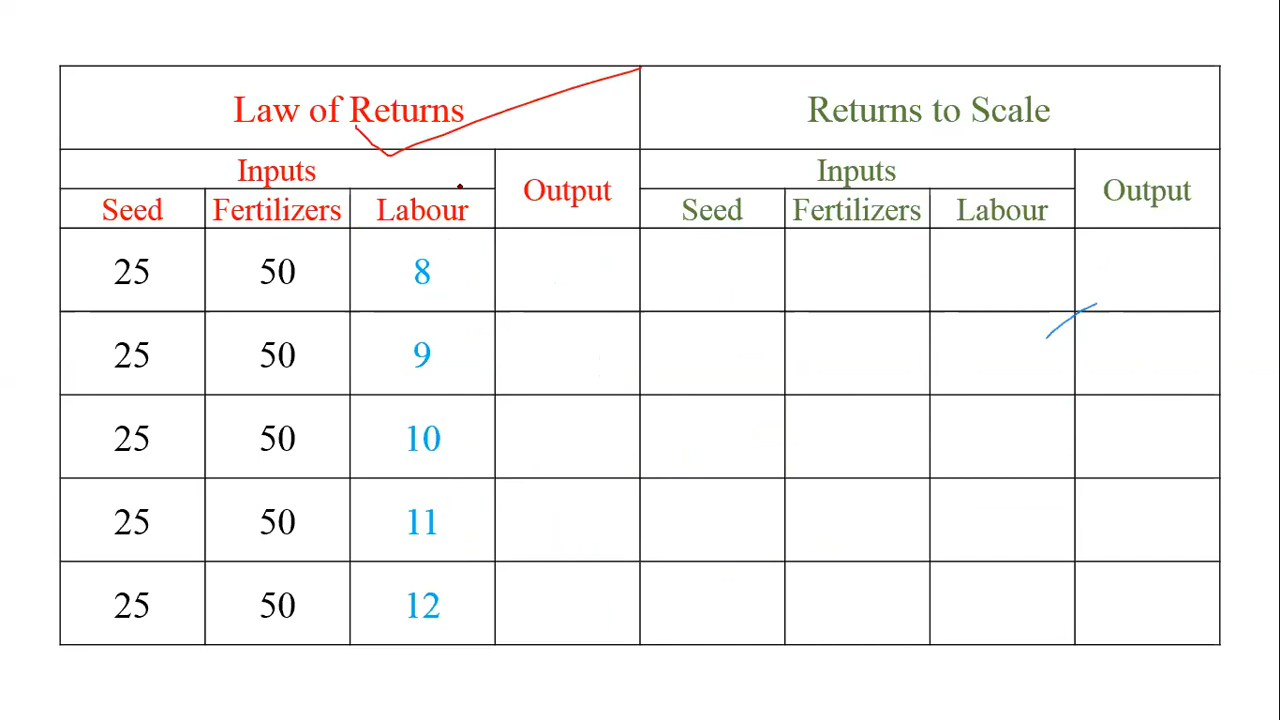 Law of Returns Returns to Scale
Inputs Output Inputs Output
Seed Fertilizers Labour Seed Fertilizers Labour
25 50 8
25 50 9
25 50 10
25 50 11
25 50 12